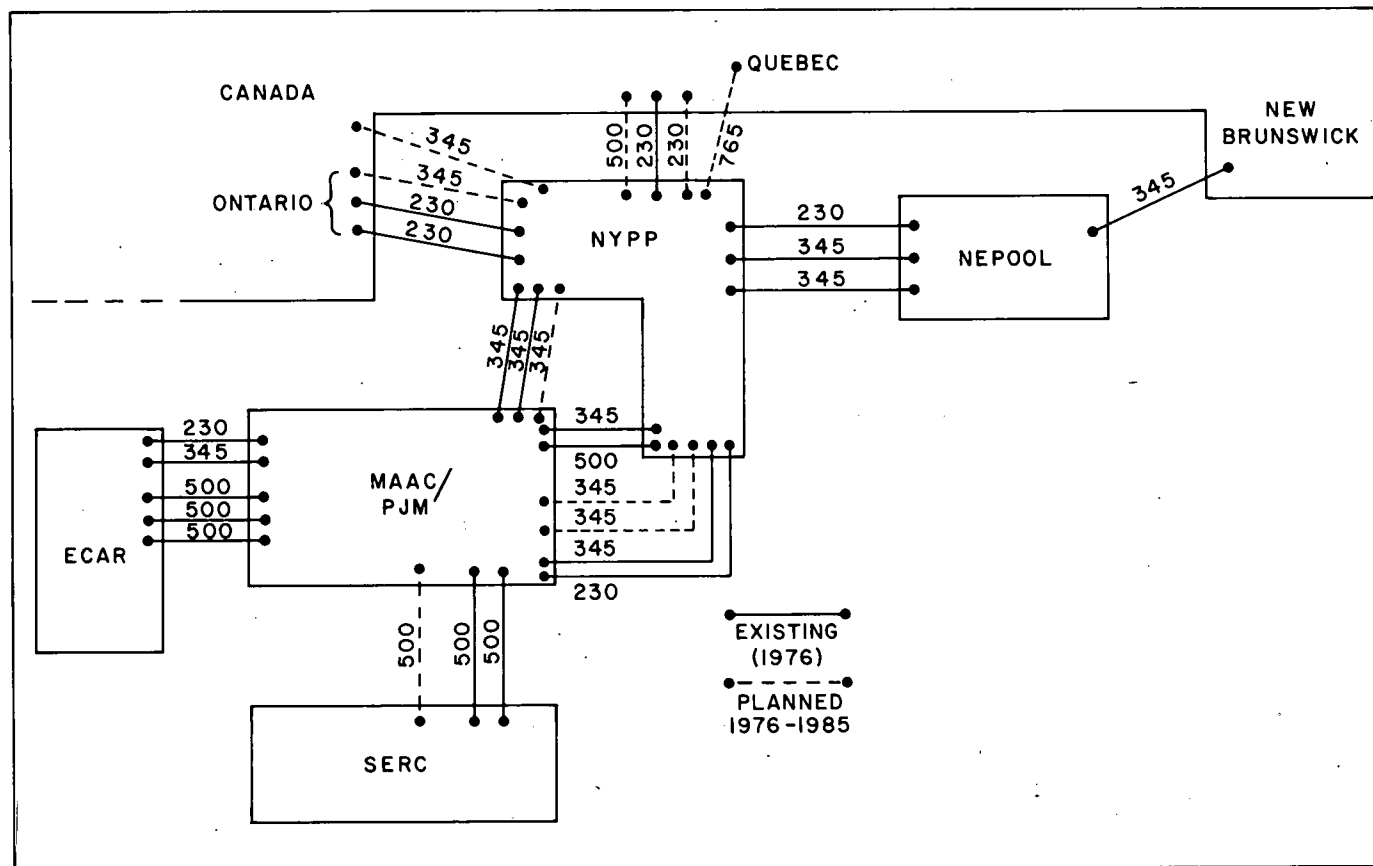 QUEBEC
CANADA
NEW
BRUNSWICK
500
230
230
765
345
345
ONTARIO
230
230
345
NYPP
230
345
345
NEPOOL
345
345
345
345
500
345
345
345
230
230
345
500
500
500
MAAC/
PJM
ECAR
500
500
500
EXISTING
(1976)
PLANNED
1976-1985
SERC